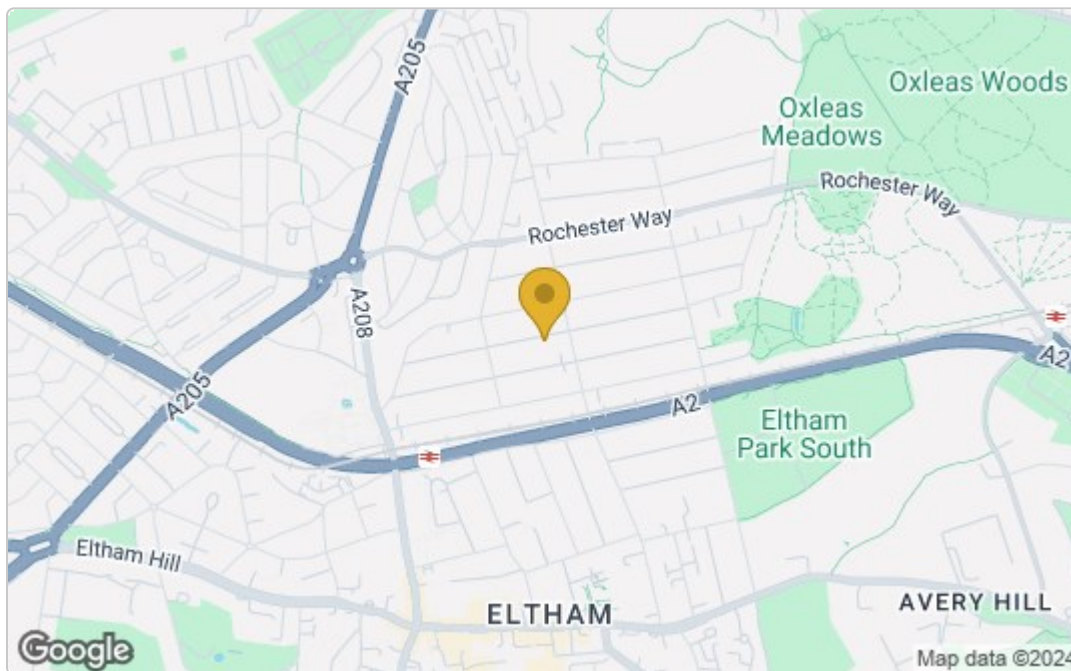 A205
Oxleas Woods
Oxleas
Meadows
Rochester Way
Rochester Way
A208
A205
A2
A2
Eltham
Park South
Eltham Hill
ELTHAM
AVERY HILL
Google
Map data ©2024